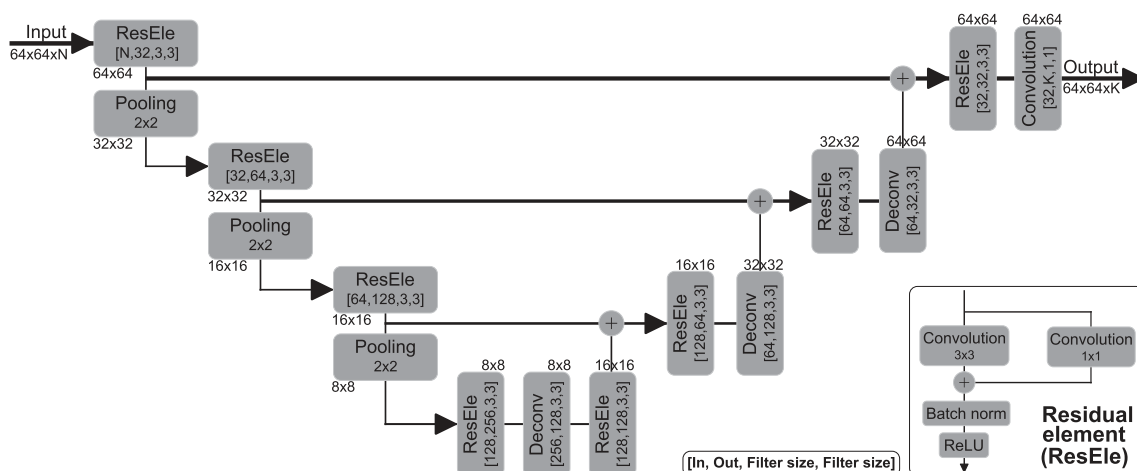 Input
64x64xN
ResEle
[N,32,3,3]
64x64
Pooling
2x2
32x32
ResEle
[32,64,3,3]
32x32
Pooling
2x2
16x16
ResEle
[64,128,3,3]
16x16
Pooling
2x2
8x8
ResEle
[128,256,3,3]
8x8
Deconv
[256,128,3,3]
8x8
ResEle
[128,128,3,3]
16x16
+
ResEle
[128,64,3,3]
16x16
Deconv
[64,128,3,3]
32x32
+
ResEle
[64,64,3,3]
32x32
Deconv
[64,32,3,3]
64x64
+
ResEle
[32,32,3,3]
64x64
Convolution
[32,K,1,1]
64x64
Output
64x64xK
Convolution
3x3
Convolution
1x1
+
Batch norm
ReLU
Residual
element
(ResEle)
[In, Out, Filter size, Filter size]